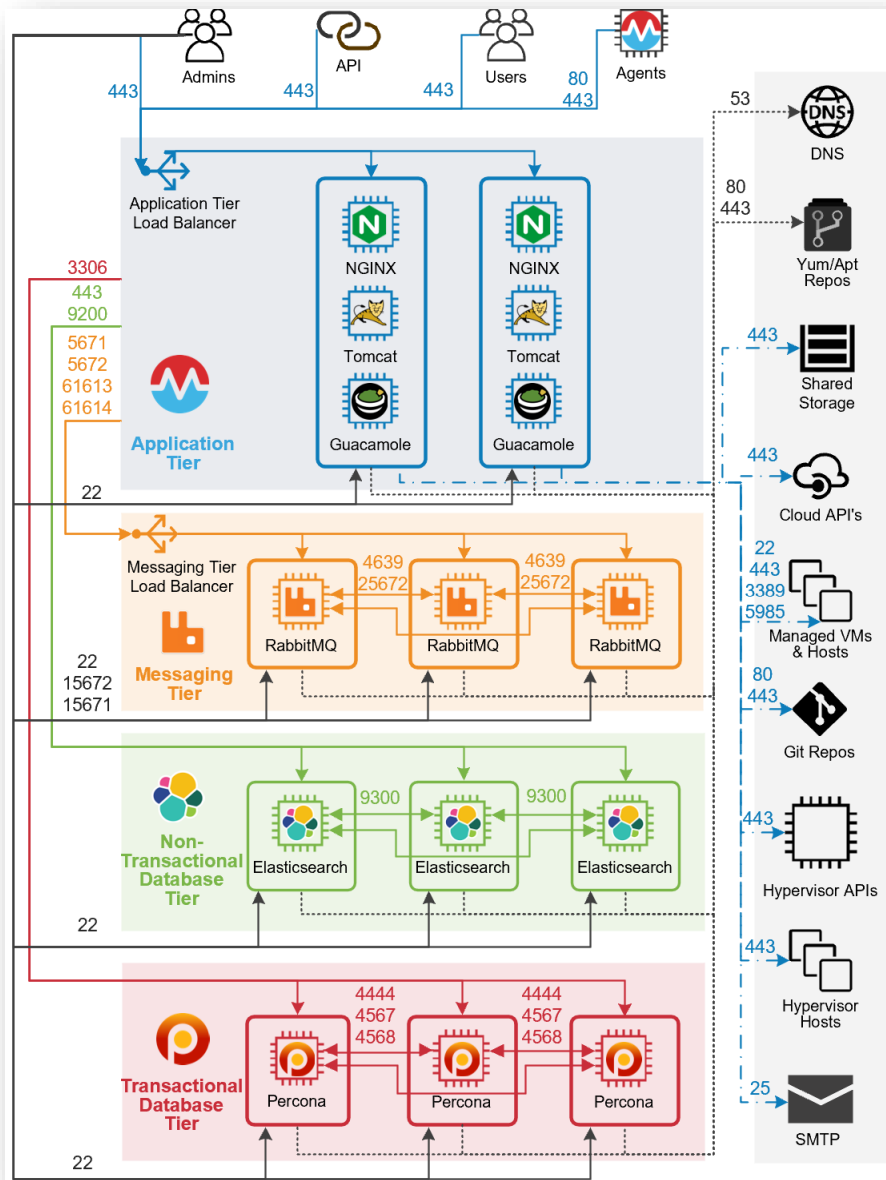 Admins
API
Users
Agents
443
443
443
80
443
53
DNS
DNS
Application Tier
Load Balancer
NGINX
NGINX
80
443
Yum/Apt
Repos
3306
443
9200
5671
5672
61613
61614
Tomcat
Tomcat
443
Shared
Storage
Application
Tier
Guacamole
Guacamole
443
Cloud API's
22
Messaging Tier
Load Balancer
4639
25672
4639
25672
22
443
3389
5985
Managed VMs
& Hosts
RabbitMQ
RabbitMQ
RabbitMQ
Messaging
Tier
22
15672
15671
80
443
Git Repos
9300
9300
443
Non-
Transactional
Database
Tier
Elasticsearch
Elasticsearch
Elasticsearch
Hypervisor APIs
22
443
Hypervisor
Hosts
4444
4567
4568
4444
4567
4568
Transactional
Database
Tier
Percona
Percona
Percona
25
SMTP
22